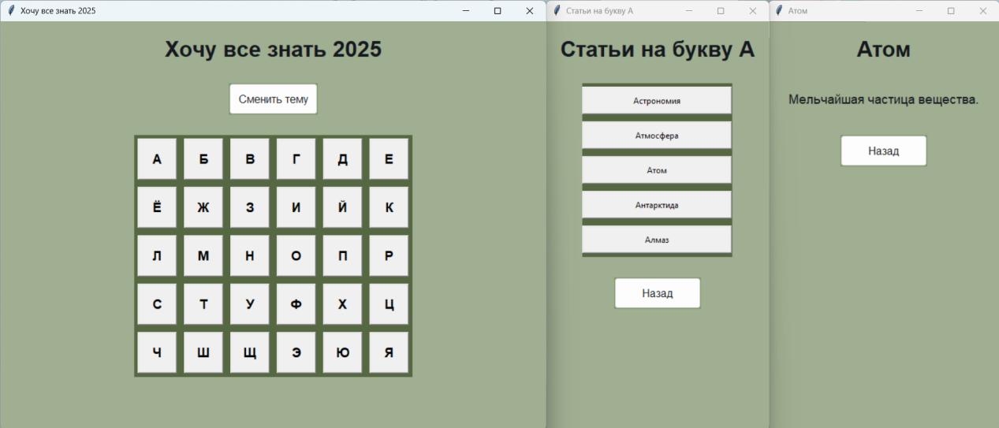 Хочу все знать 2025
Хочу все знать 2025
Сменить тему
А Б В Г Д Е
Ё Ж З И Й К
Л М Н О П Р
С Т У Ф Х Ц
Ч Ш Щ Э Ю Я
Статьи на букву А
Статьи на букву А
Астрономия
Атмосфера
Атом
Антарктида
Алмаз
Назад
Атом
Атом
Мельчайшая частица вещества.
Назад